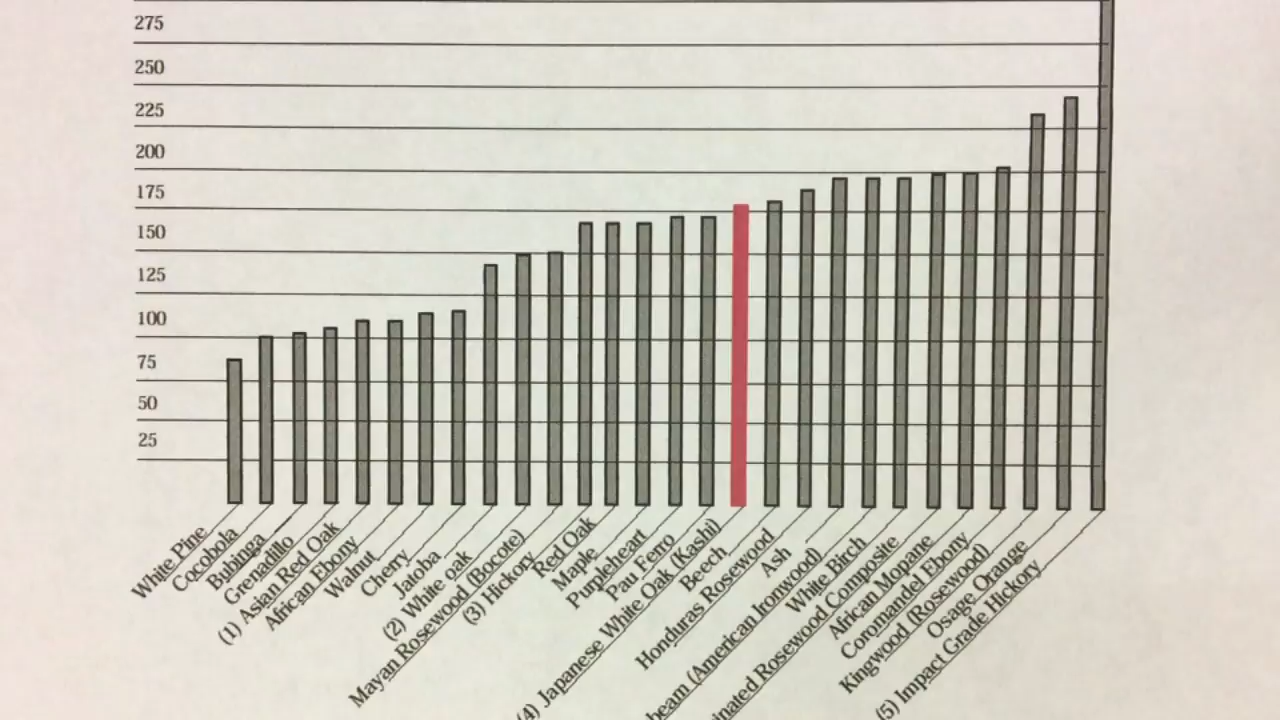 275
250
225
200
175
150
125
100
75
50
25
White Pine
Cocobola
Bubinga
Grenadillo
(1) Asian Red Oak
African Ebony
Walnut
Cherry
Jatoba
(2) White oak
Mayan Rosewood (Bocote)
(3) Hickory
Red Oak
Maple
Purpleheart
Pau Ferro
(4) Japanese White Oak (Kashi)
Beech
Honduras Rosewood
Ash
beam (American Ironwood)
White Birch
inated Rosewood Composite
African Mopane
Coromandel Ebony
Kingwood (Rosewood)
Osage Orange
(5) Impact Grade Hickory